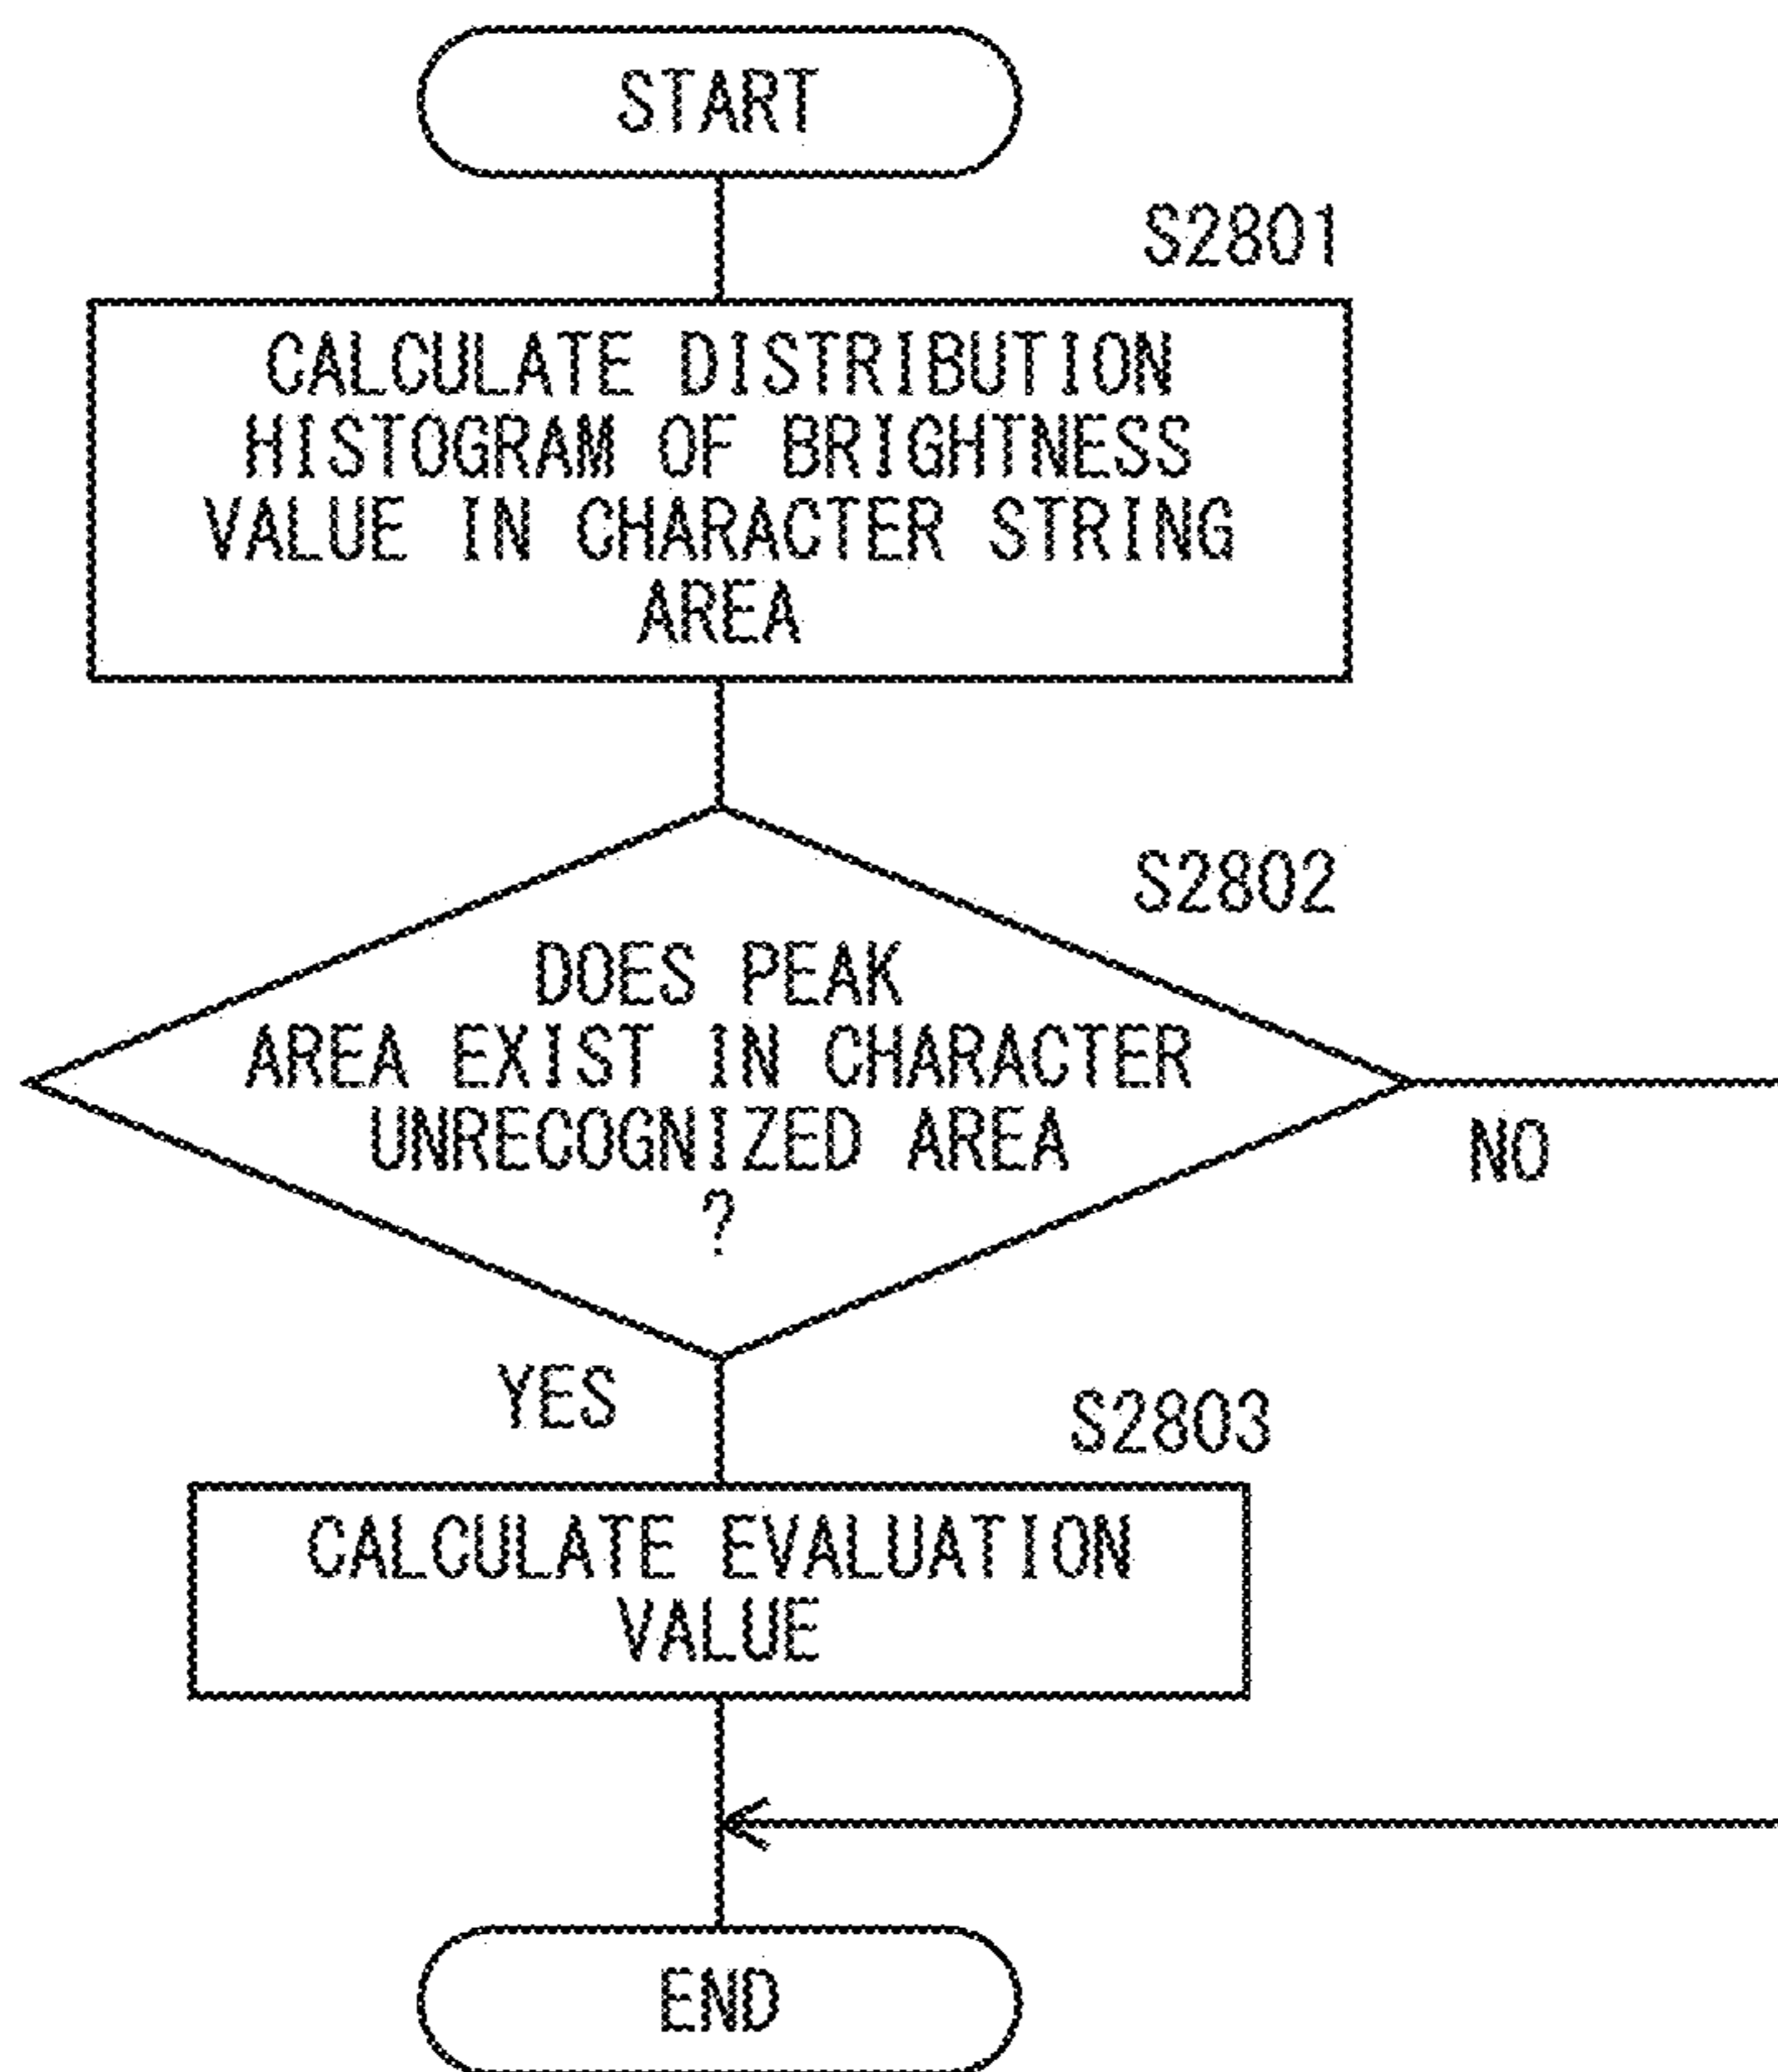 START
S2801
CALCULATE DISTRIBUTION
HISTOGRAM OF BRIGHTNESS
VALUE IN CHARACTER STRING
AREA
S2802
DOES PEAK
AREA EXIST IN CHARACTER
UNRECOGNIZED AREA
?
NO
YES
S2803
CALCULATE EVALUATION
VALUE
END